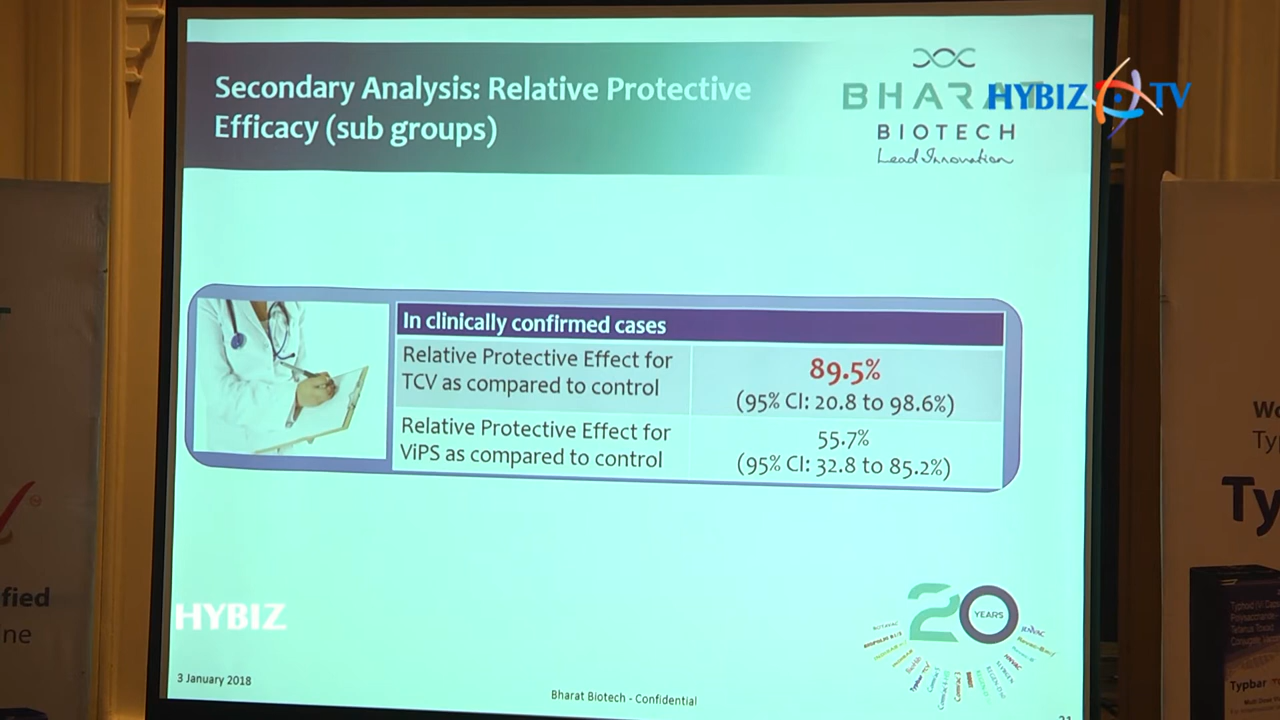 Secondary Analysis: Relative Protective
Efficacy (sub groups)
BHARA
BIOTECH
Lead Innovation
HYBIZ TV
In clinically confirmed cases
Relative Protective Effect for
TCV as compared to control
89.5%
(95% CI: 20.8 to 98.6%)
Relative Protective Effect for
ViPS as compared to control
55.7%
(95% CI: 32.8 to 85.2%)
HYBIZ
20
YEARS
3 January 2018
Bharat Biotech - Confidential
21
fied
ne
Wo
Ty
Ty
Typbar